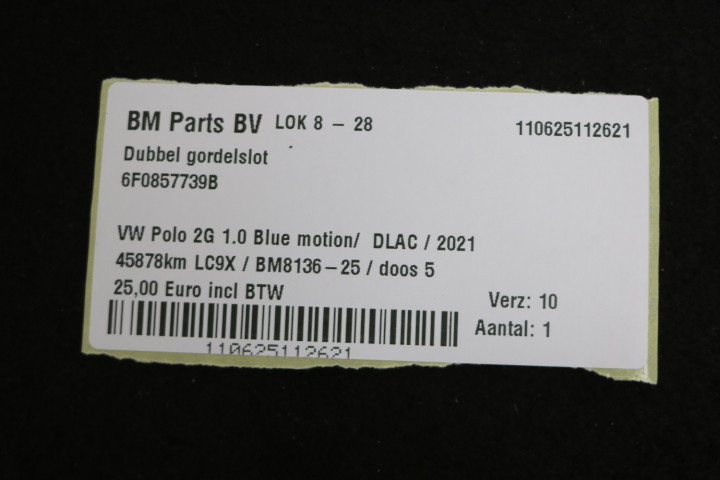 BM Parts BV LOK 8 – 28 110625112621
Dubbel gordelslot
6F0857739B
VW Polo 2G 1.0 Blue motion/ DLAC / 2021
45878km LC9X / BM8136–25 / doos 5
25,00 Euro incl BTW
Verz: 10
Aantal: 1
110625112621